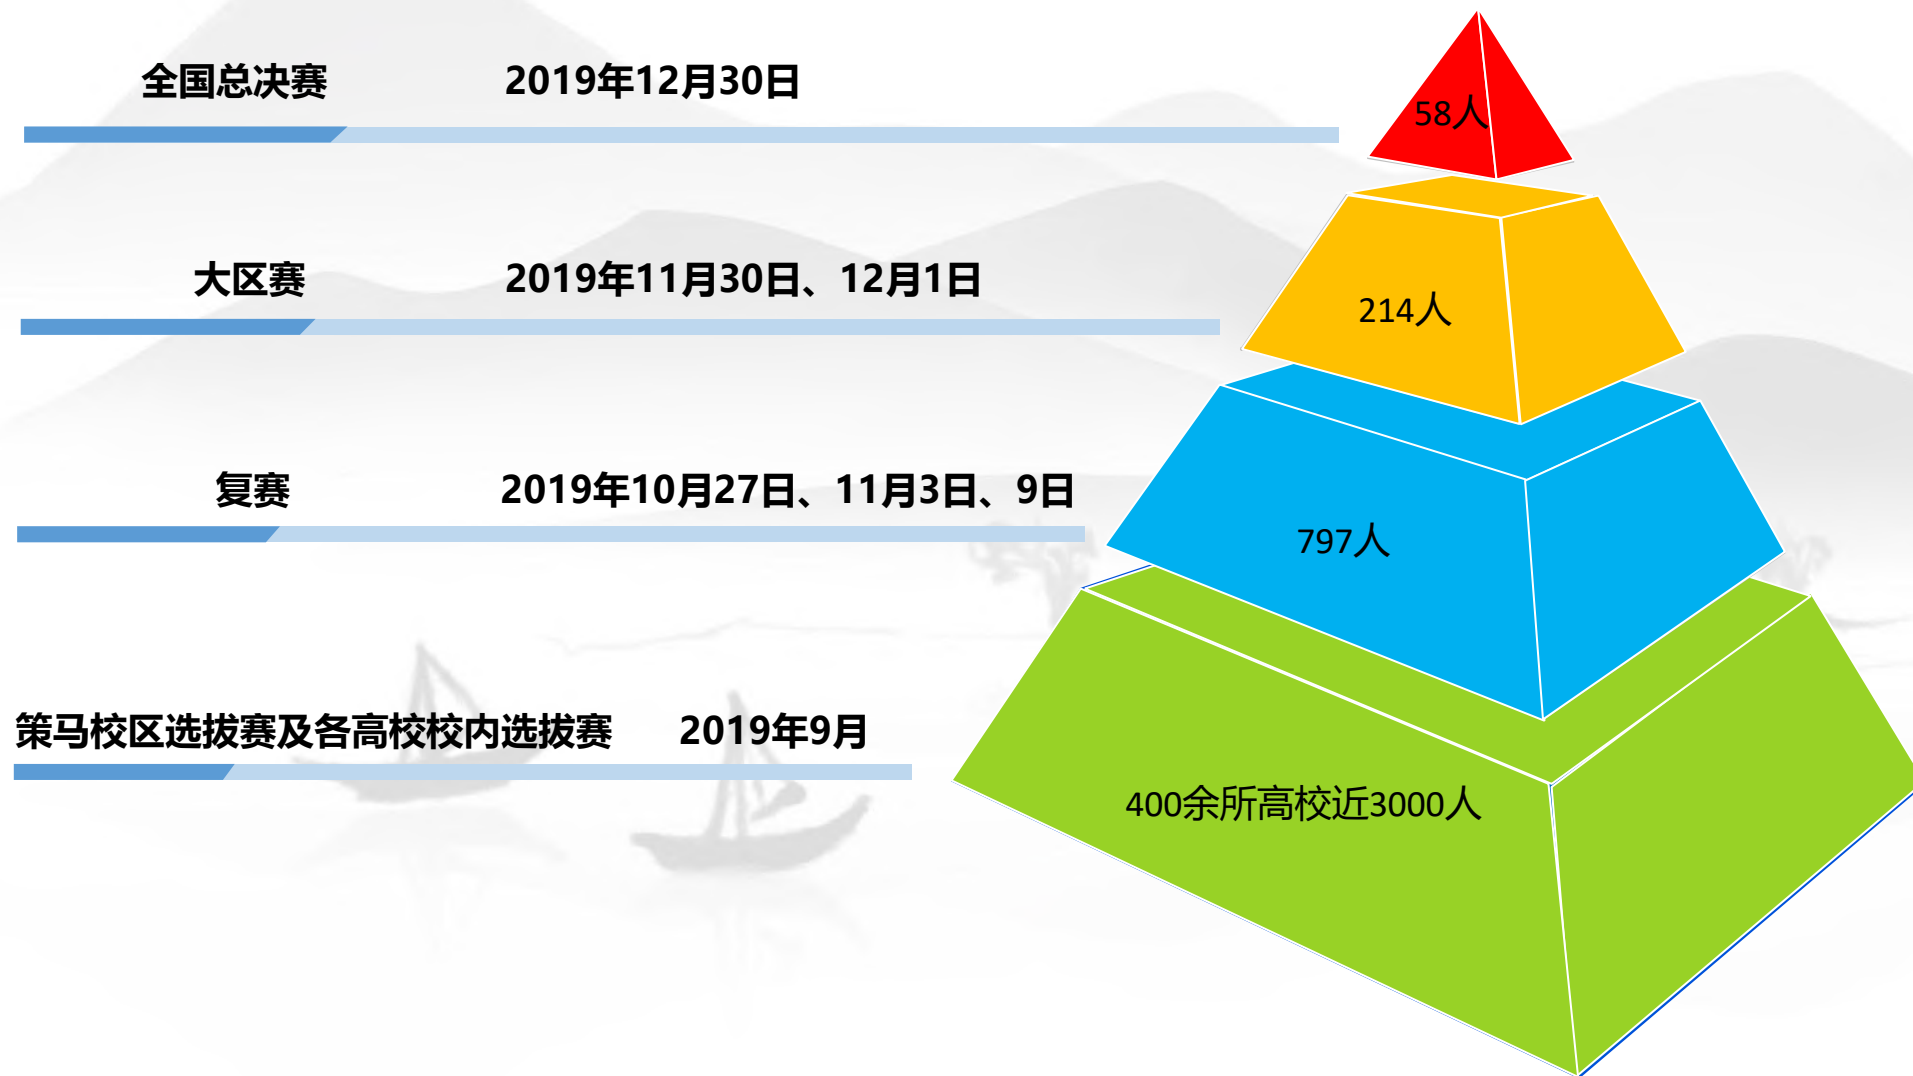 全国总决赛 2019年12月30日
58人
大区赛 2019年11月30日、12月1日
214人
复赛 2019年10月27日、11月3日、9日
797人
策马校区选拔赛及各高校校内选拔赛 2019年9月
400余所高校近3000人